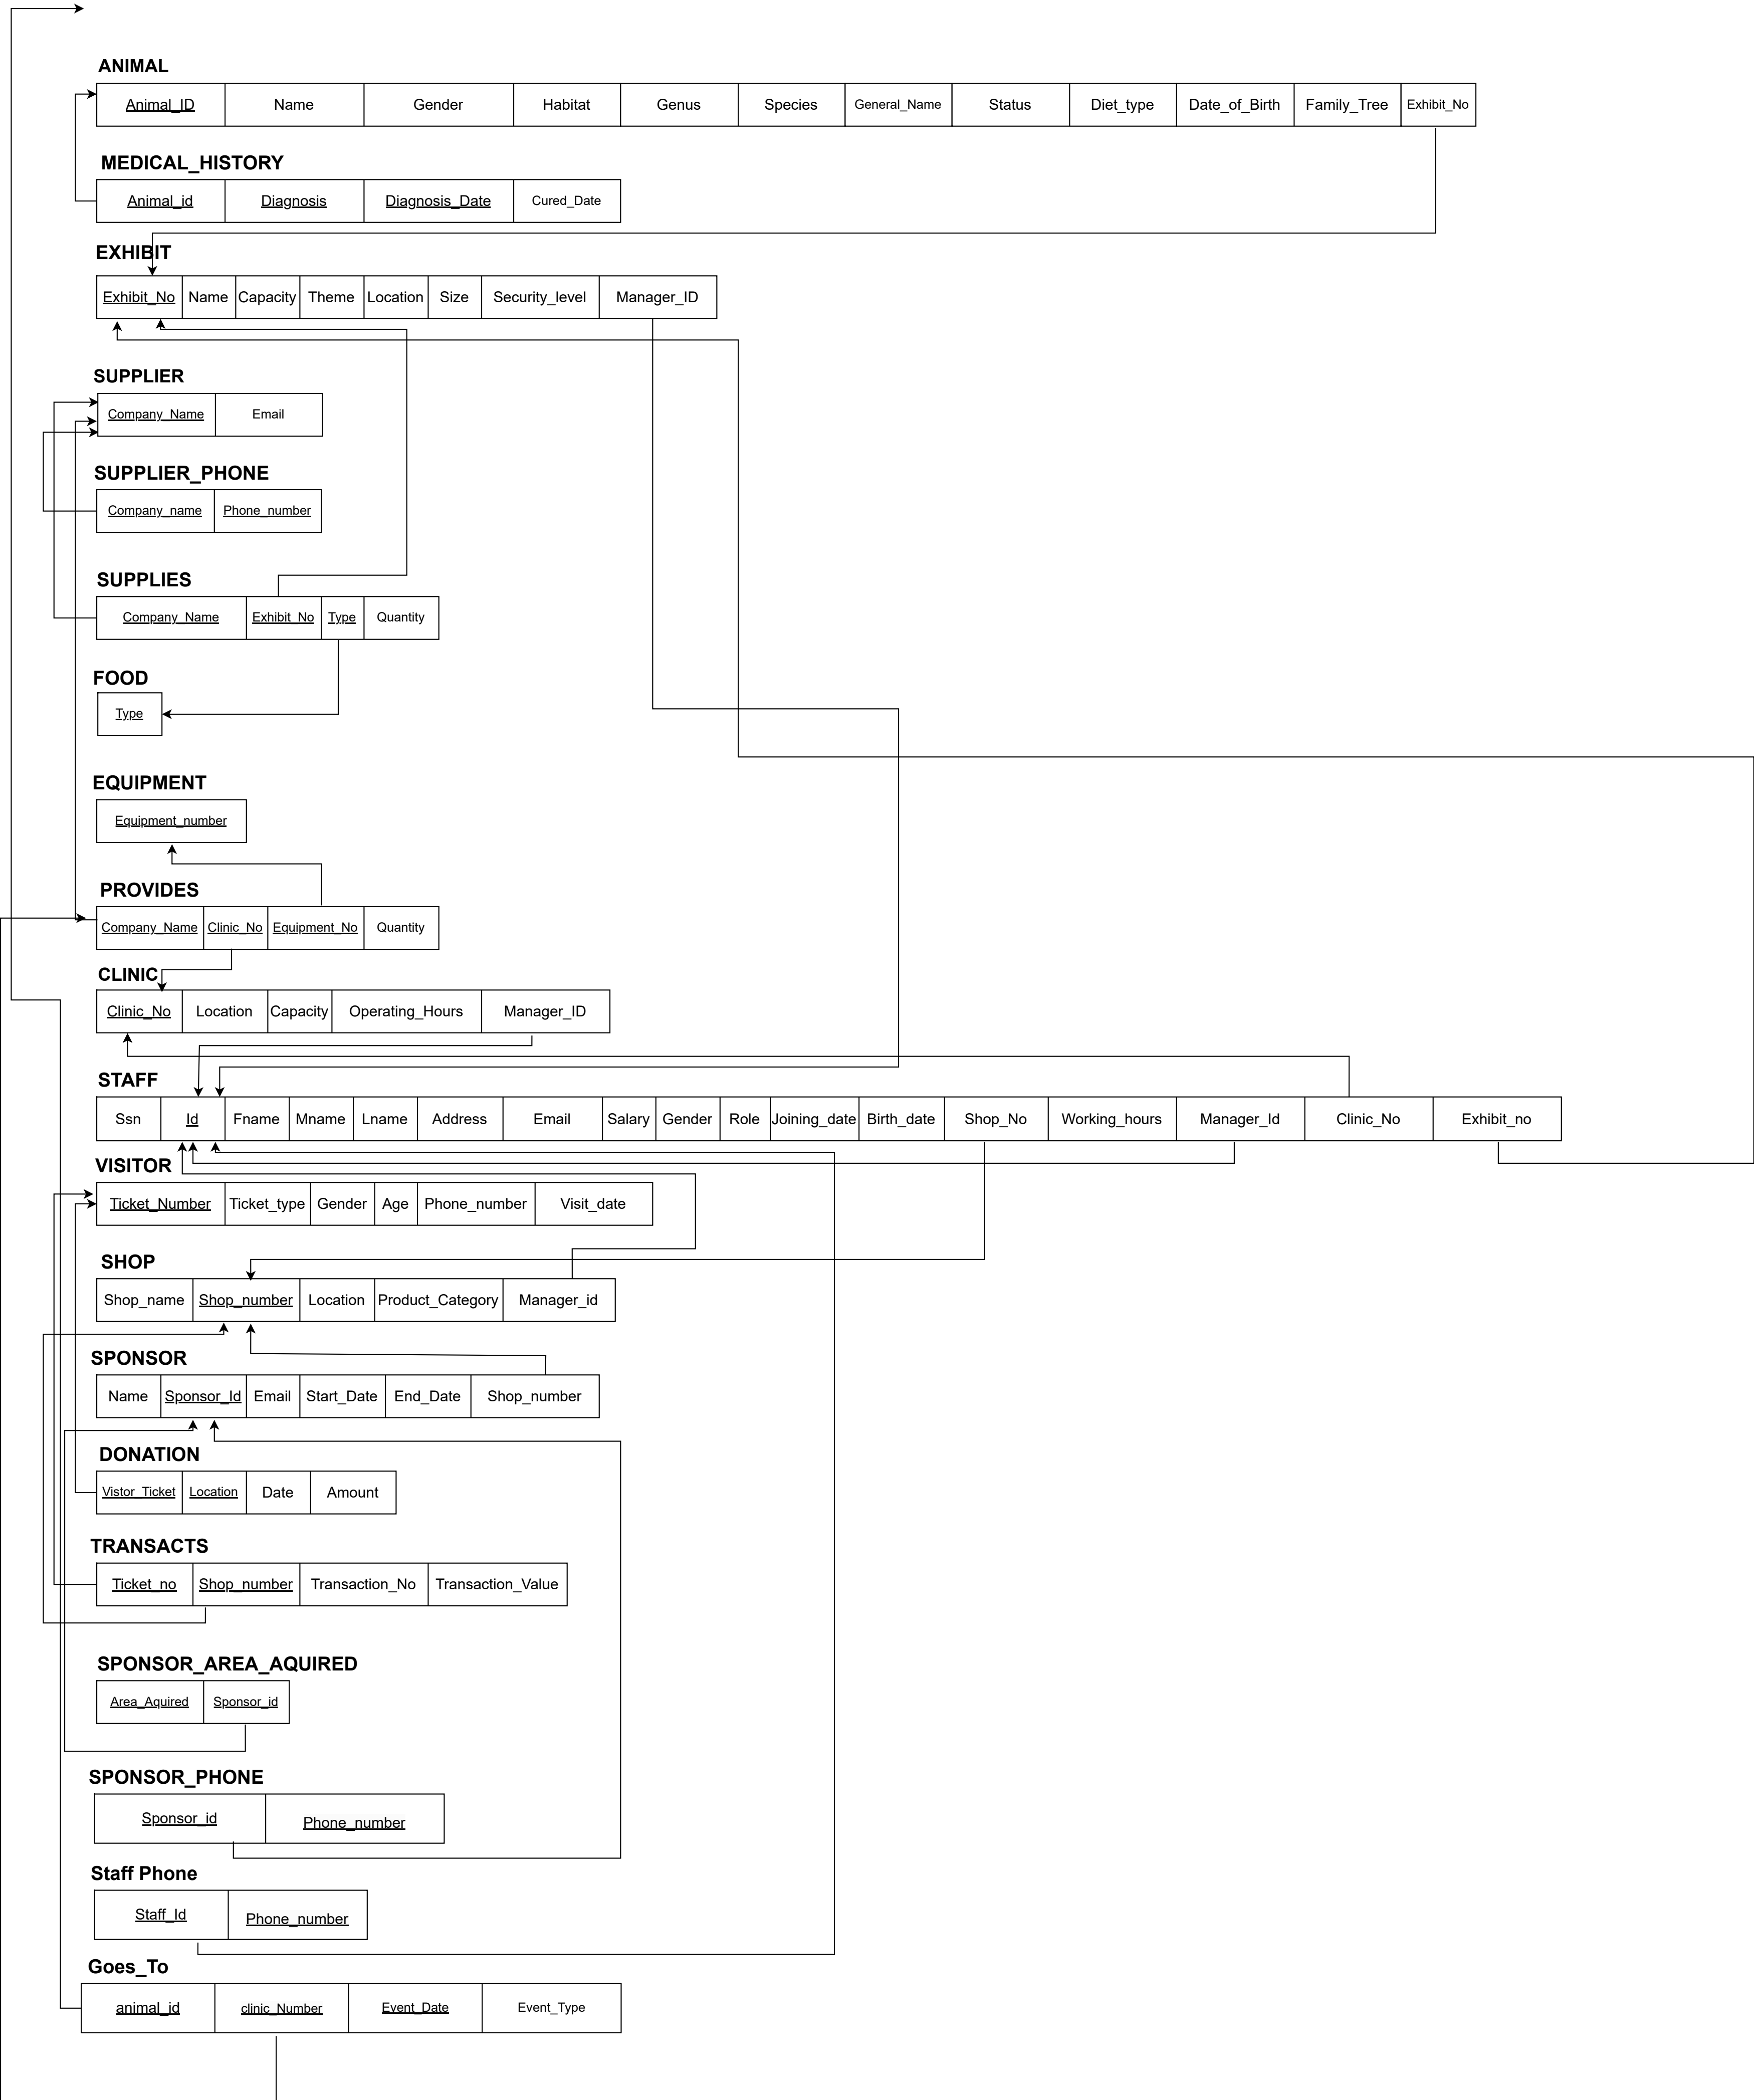 ANIMAL
Animal_ID Name Gender Habitat Genus Species General_Name Status Diet_type Date_of_Birth Family_Tree Exhibit_No
MEDICAL_HISTORY
Animal_id Diagnosis Diagnosis_Date Cured_Date
EXHIBIT
Exhibit_No Name Capacity Theme Location Size Security_level Manager_ID
SUPPLIER
Company_Name Email
SUPPLIER_PHONE
Company_name Phone_number
SUPPLIES
Company_Name Exhibit_No Type Quantity
FOOD
Type
EQUIPMENT
Equipment_number
PROVIDES
Company_Name Clinic_No Equipment_No Quantity
CLINIC
Clinic_No Location Capacity Operating_Hours Manager_ID
STAFF
Ssn Id Fname Mname Lname Address Email Salary Gender Role Joining_date Birth_date Shop_No Working_hours Manager_Id Clinic_No Exhibit_no
VISITOR
Ticket_Number Ticket_type Gender Age Phone_number Visit_date
SHOP
Shop_name Shop_number Location Product_Category Manager_id
SPONSOR
Name Sponsor_Id Email Start_Date End_Date Shop_number
DONATION
Vistor_Ticket Location Date Amount
TRANSACTS
Ticket_no Shop_number Transaction_No Transaction_Value
SPONSOR_AREA_AQUIRED
Area_Aquired Sponsor_id
SPONSOR_PHONE
Sponsor_id Phone_number
Staff Phone
Staff_Id Phone_number
Goes_To
animal_id clinic_Number Event_Date Event_Type